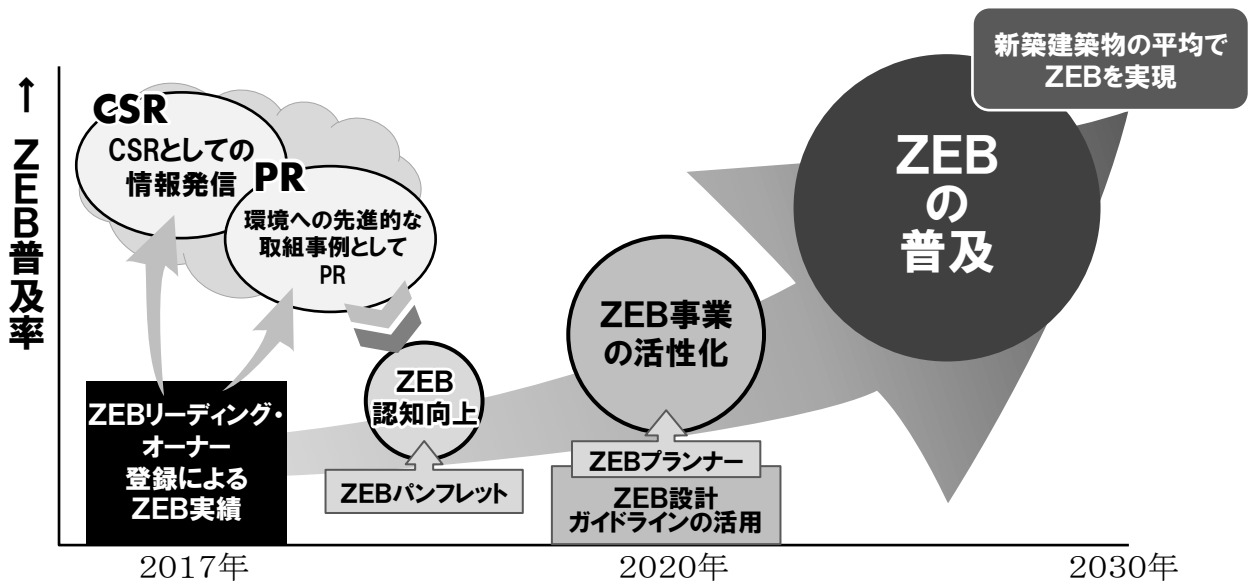 ↑ZEB普及率
CSR
CSRとしての
情報発信
PR
環境への先進的な
取組事例として
PR
ZEBリーディング・
オーナー
登録による
ZEB実績
ZEB
認知向上
ZEBパンフレット
ZEB事業
の活性化
ZEBプランナー
ZEB設計
ガイドラインの活用
ZEB
の
普及
新築建築物の平均で
ZEBを実現
2017年
2020年
2030年